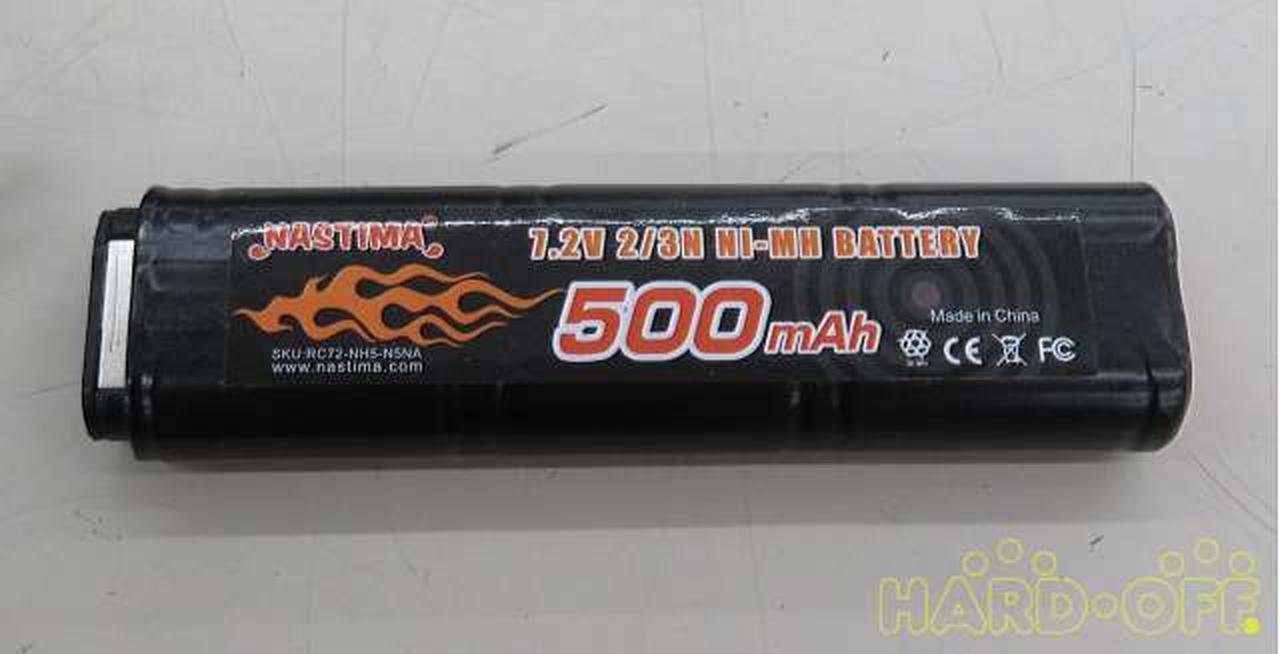 NASTIMA
7.2V 2/3N NI-MH BATTERY
500mAh
SKU:RC72-NH5-N5NA
www.nastima.com
Made in China
CE FC
HARD·OFF